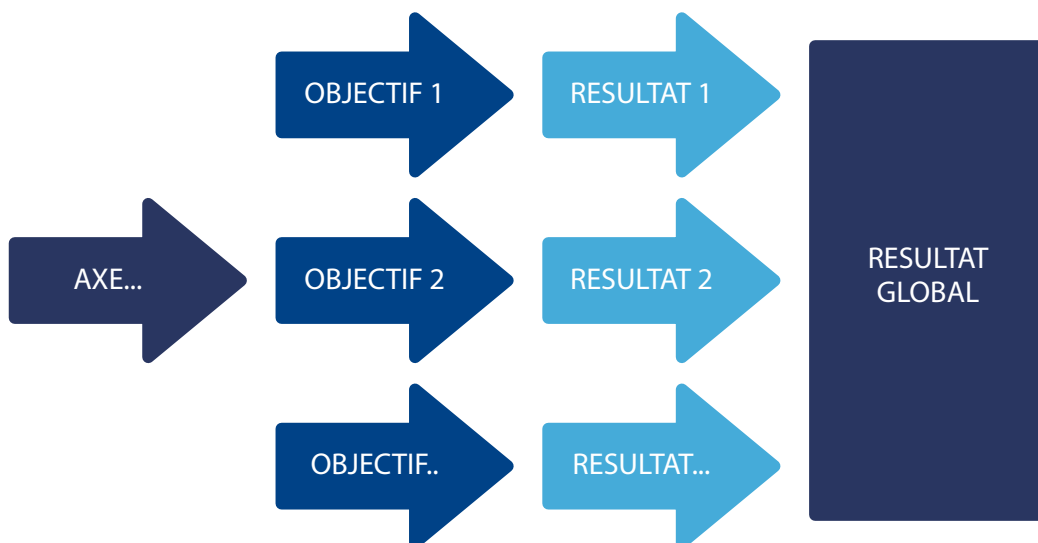 OBJECTIF 1
RESULTAT 1
AXE...
OBJECTIF 2
RESULTAT 2
RESULTAT
GLOBAL
OBJECTIF..
RESULTAT...